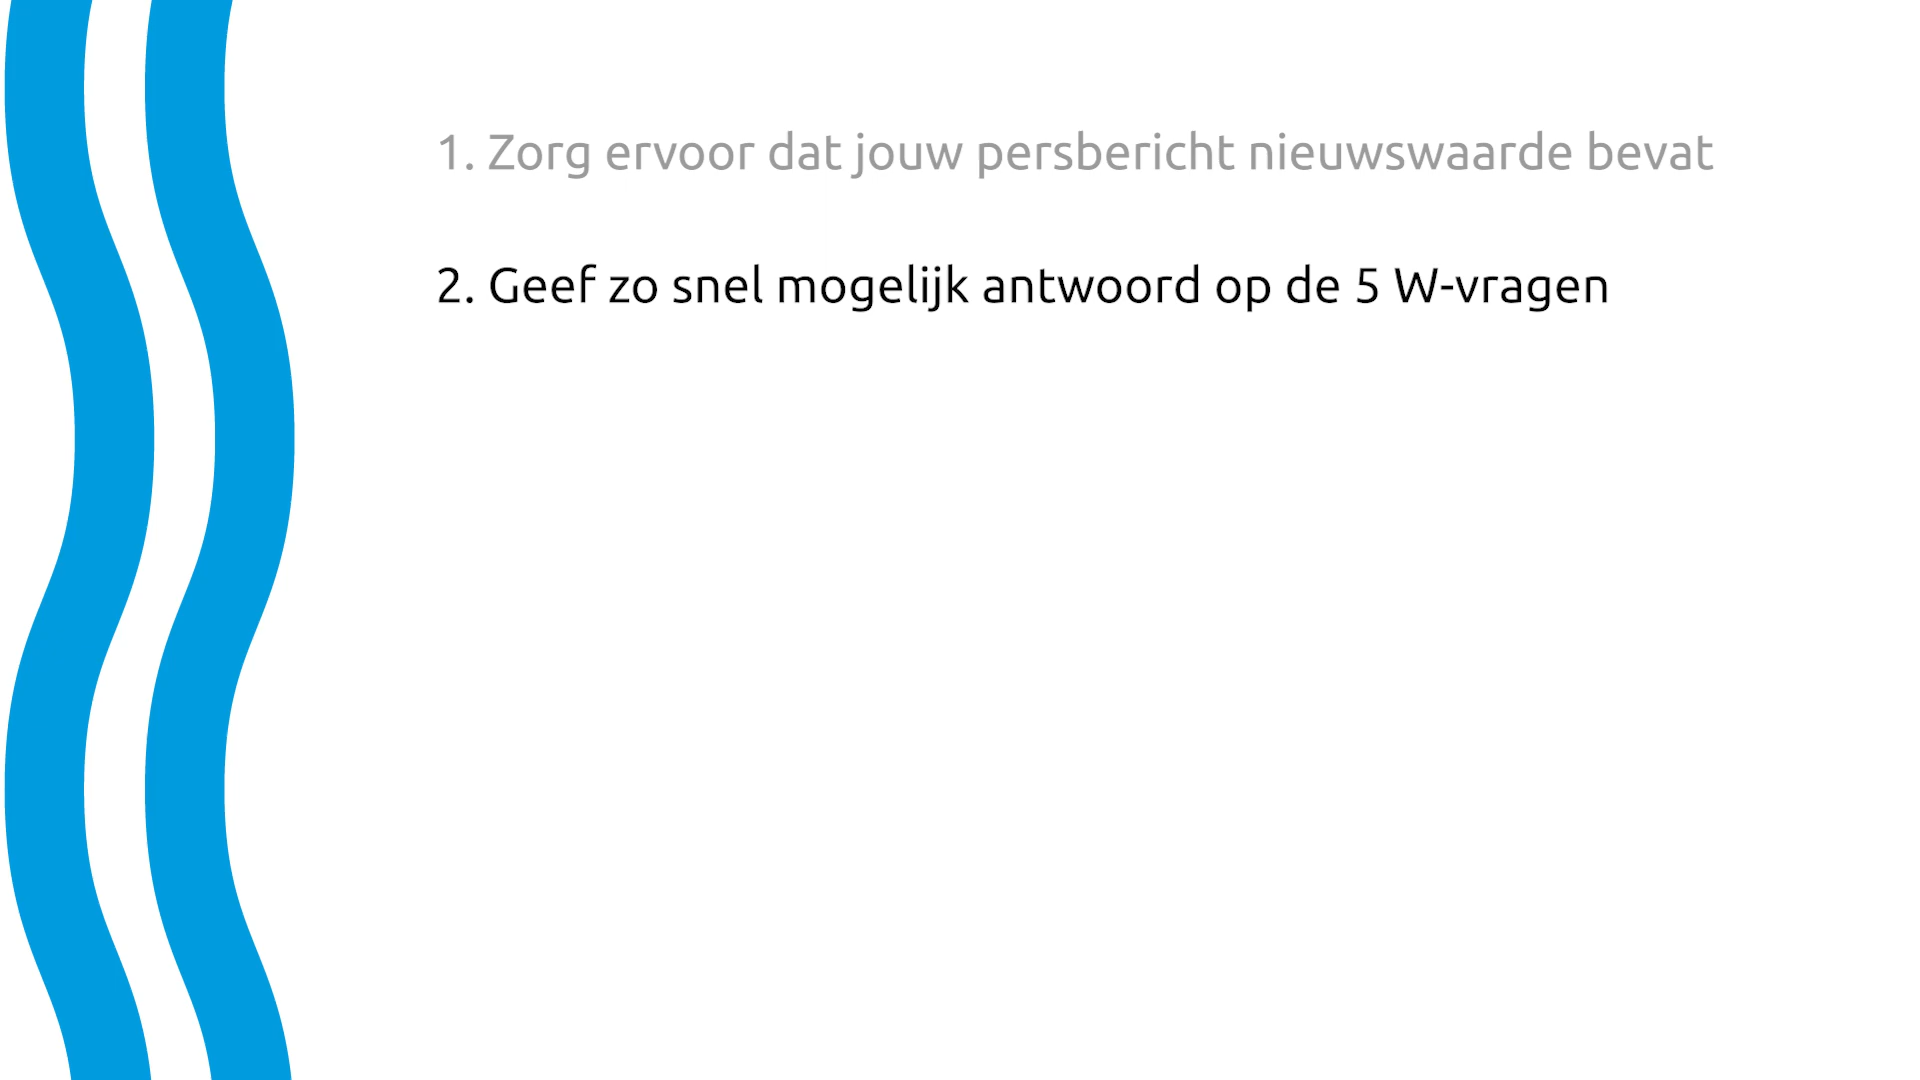 1. Zorg ervoor dat jouw persbericht nieuwswaarde bevat
2. Geef zo snel mogelijk antwoord op de 5 W-vragen